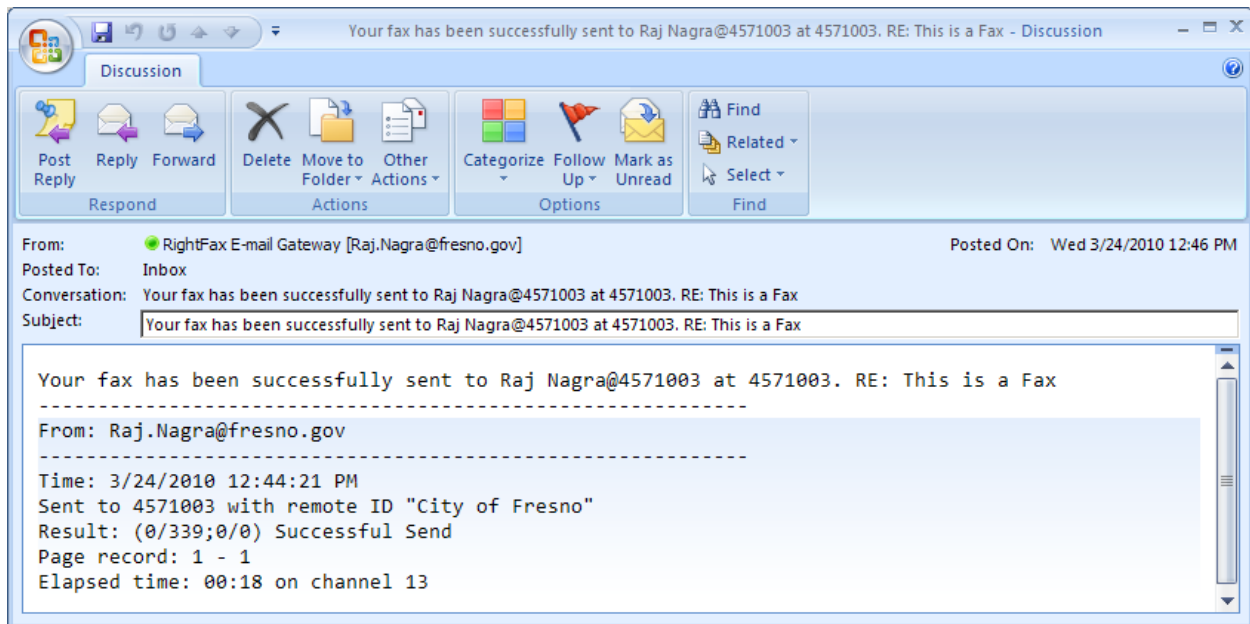 Your fax has been successfully sent to Raj Nagra@4571003 at 4571003. RE: This is a Fax - Discussion
Discussion
Post Reply
Reply
Forward
Delete
Move to Folder
Other Actions
Categorize
Follow Up
Mark as Unread
Find
Related
Select
Respond
Actions
Options
Find
From: RightFax E-mail Gateway [Raj.Nagra@fresno.gov] Posted On: Wed 3/24/2010 12:46 PM
Posted To: Inbox
Conversation: Your fax has been successfully sent to Raj Nagra@4571003 at 4571003. RE: This is a Fax
Subject: Your fax has been successfully sent to Raj Nagra@4571003 at 4571003. RE: This is a Fax
Your fax has been successfully sent to Raj Nagra@4571003 at 4571003. RE: This is a Fax
------------------------------------------------------------
From: Raj.Nagra@fresno.gov
------------------------------------------------------------
Time: 3/24/2010 12:44:21 PM
Sent to 4571003 with remote ID "City of Fresno"
Result: (0/339;0/0) Successful Send
Page record: 1 - 1
Elapsed time: 00:18 on channel 13